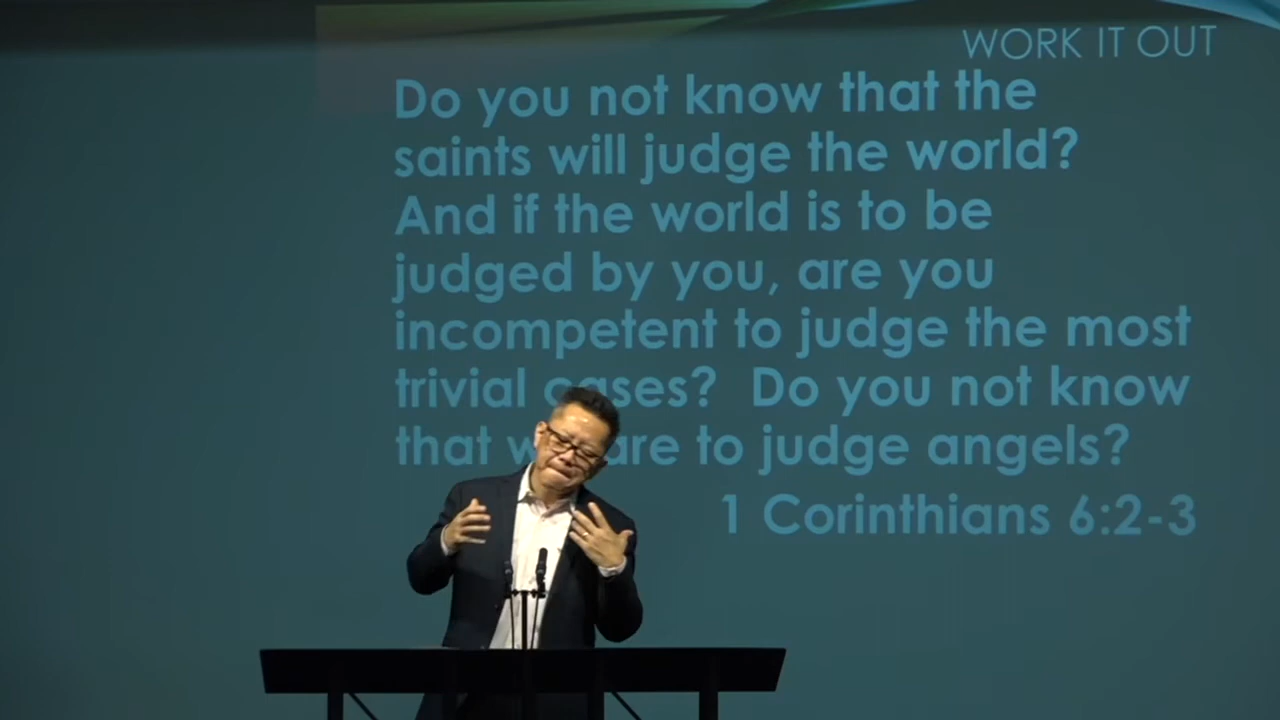 WORK IT OUT
Do you not know that the
saints will judge the world?
And if the world is to be
judged by you, are you
incompetent to judge the most
trivial cases? Do you not know
that we are to judge angels?
1 Corinthians 6:2-3